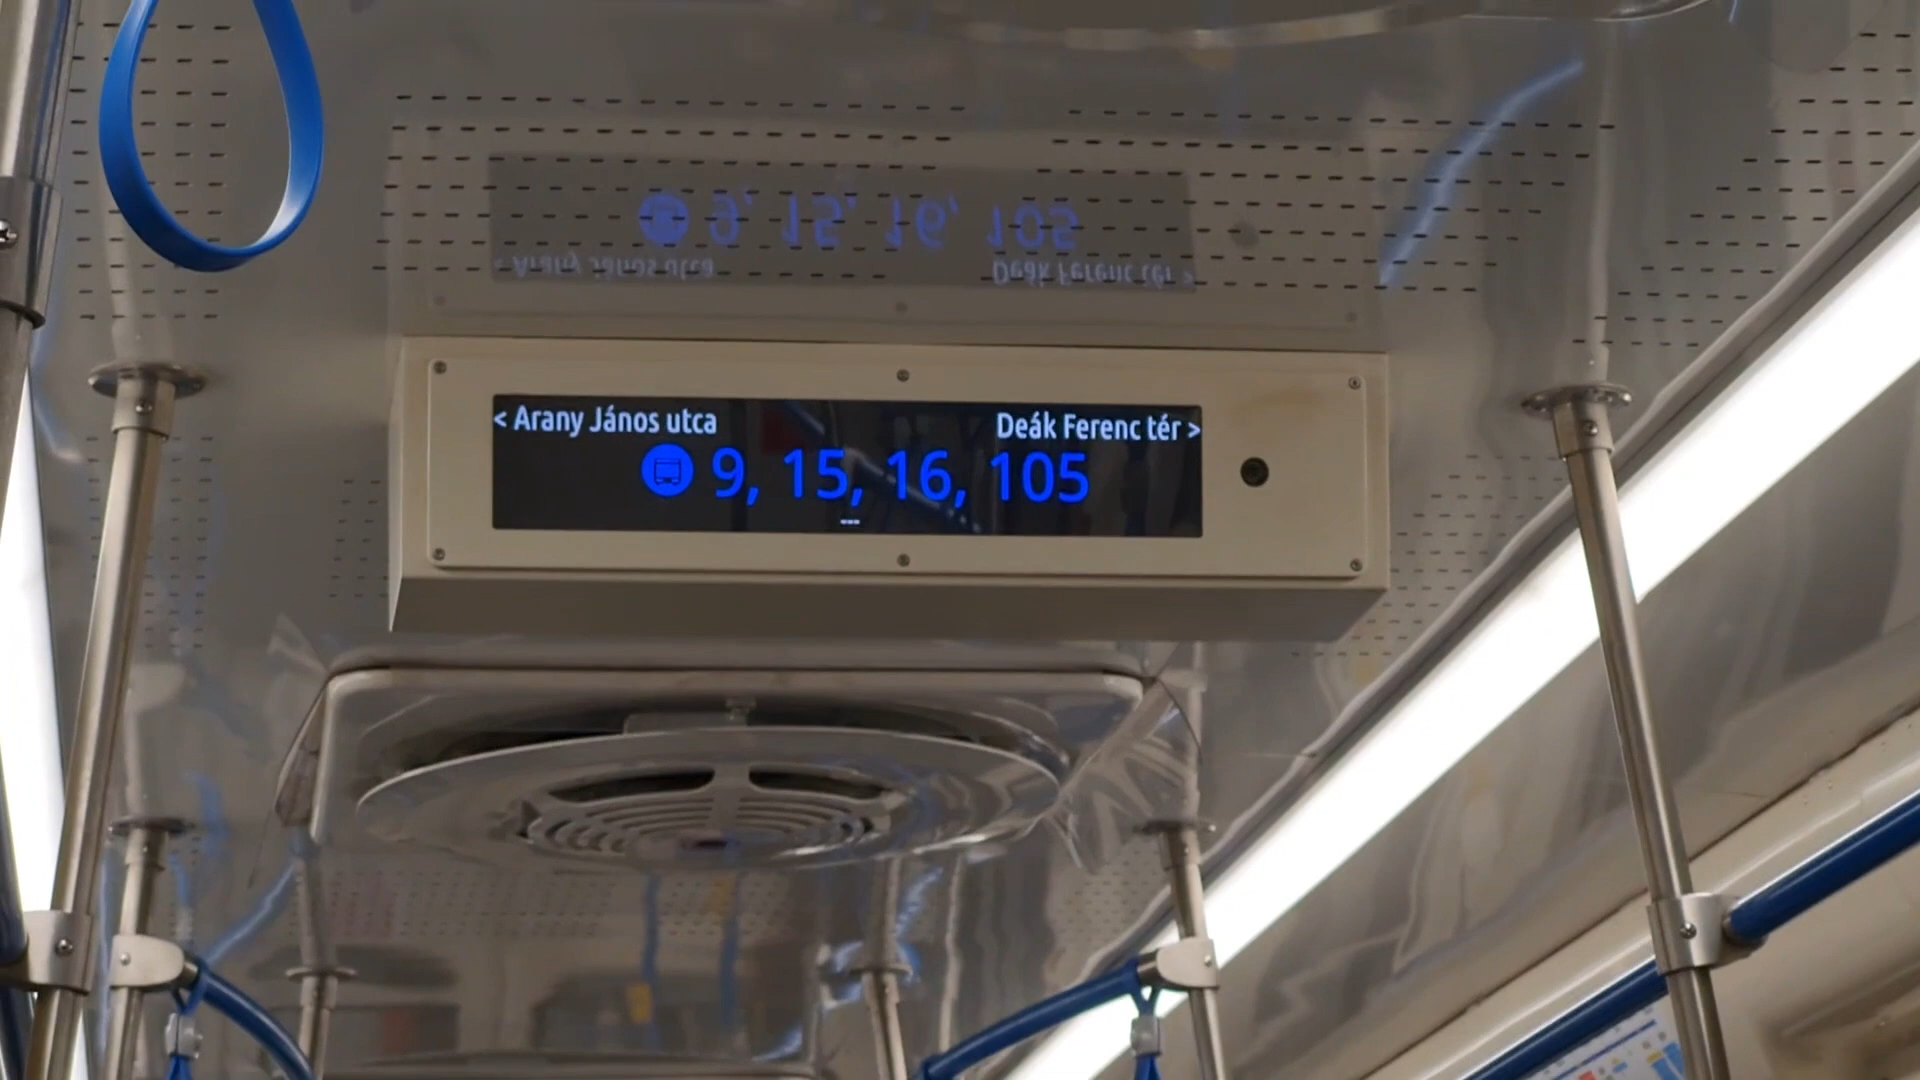 < Arany János utca
Deák Ferenc tér >
9, 15, 16, 105